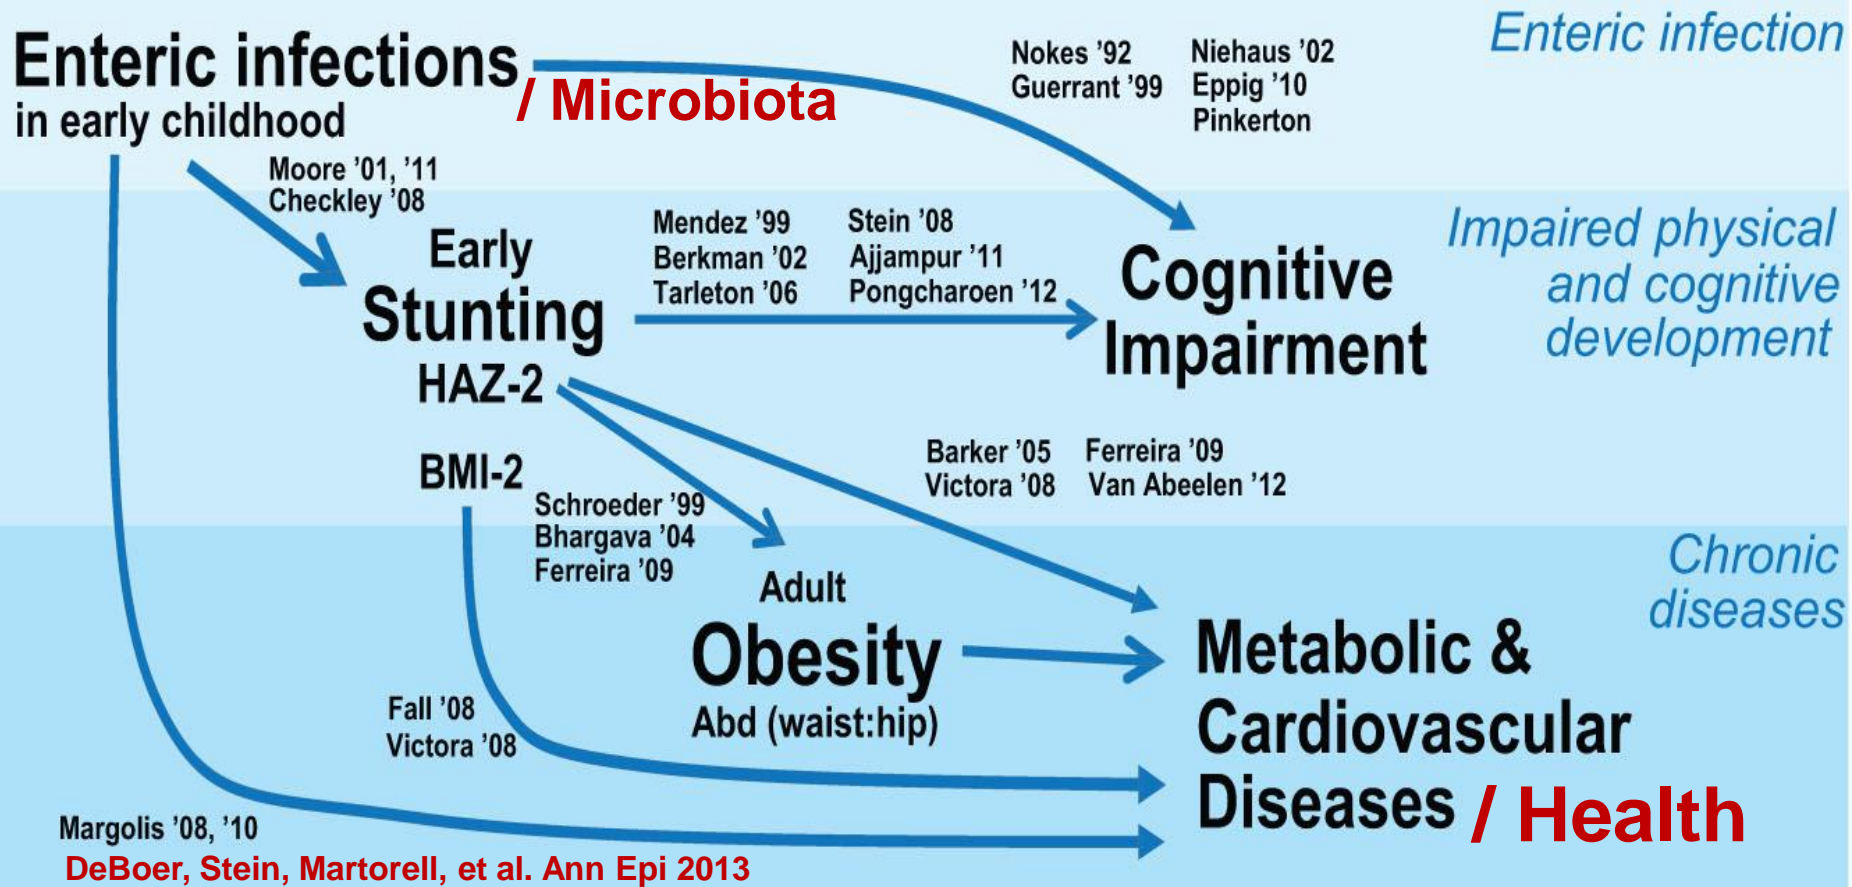 Enteric infections / Microbiota
in early childhood
Nokes '92
Guerrant '99
Niehaus '02
Eppig '10
Pinkerton
Enteric infection
Moore '01, '11
Checkley '08
Early
Stunting
HAZ-2
BMI-2
Mendez '99
Berkman '02
Tarleton '06
Stein '08
Ajjampur '11
Pongcharoen '12
Cognitive
Impairment
Impaired physical
and cognitive
development
Barker '05
Victora '08
Ferreira '09
Van Abeelen '12
Schroeder '99
Bhargava '04
Ferreira '09
Chronic
diseases
Adult
Obesity
Abd (waist:hip)
Metabolic &
Cardiovascular
Diseases / Health
Fall '08
Victora '08
Margolis '08, '10
DeBoer, Stein, Martorell, et al. Ann Epi 2013